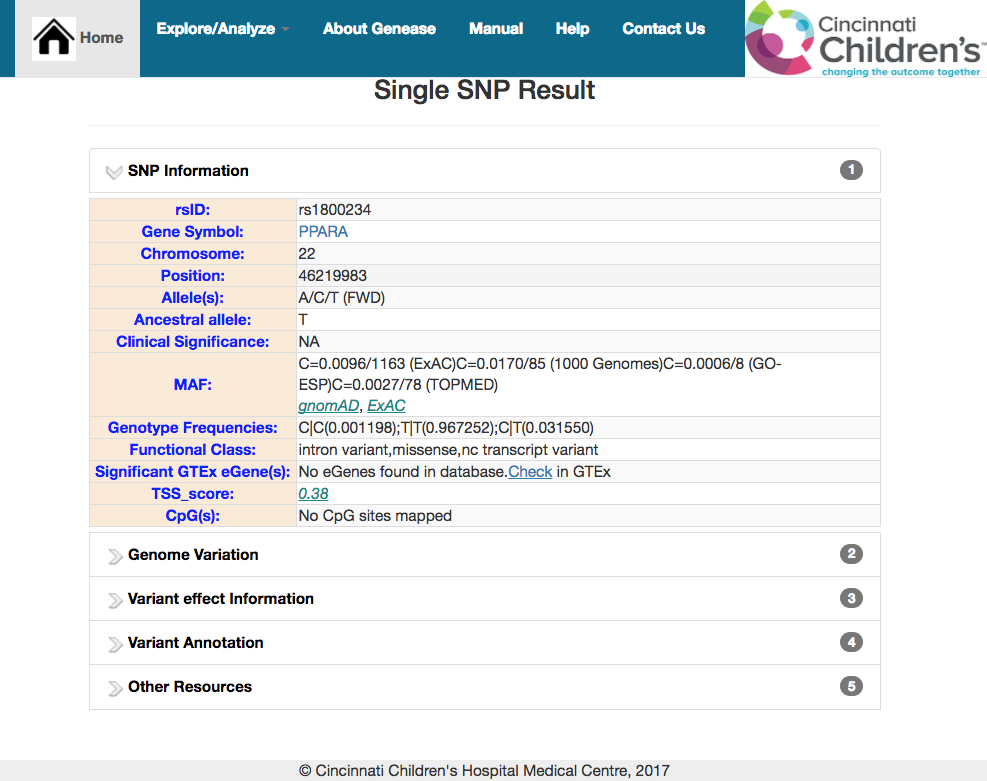 Home
Explore/Analyze
About Genease
Manual
Help
Contact Us
Cincinnati
Children's™
changing the outcome together
Single SNP Result
SNP Information 1
rsID: rs1800234
Gene Symbol: PPARA
Chromosome: 22
Position: 46219983
Allele(s): A/C/T (FWD)
Ancestral allele: T
Clinical Significance: NA
MAF: C=0.0096/1163 (ExAC)C=0.0170/85 (1000 Genomes)C=0.0006/8 (GO-
ESP)C=0.0027/78 (TOPMED)
gnomAD, ExAC
Genotype Frequencies: C|C(0.001198);T|T(0.967252);C|T(0.031550)
Functional Class: intron variant,missense,nc transcript variant
Significant GTEx eGene(s): No eGenes found in database.Check in GTEx
TSS_score: 0.38
CpG(s): No CpG sites mapped
Genome Variation 2
Variant effect Information 3
Variant Annotation 4
Other Resources 5
© Cincinnati Children's Hospital Medical Centre, 2017